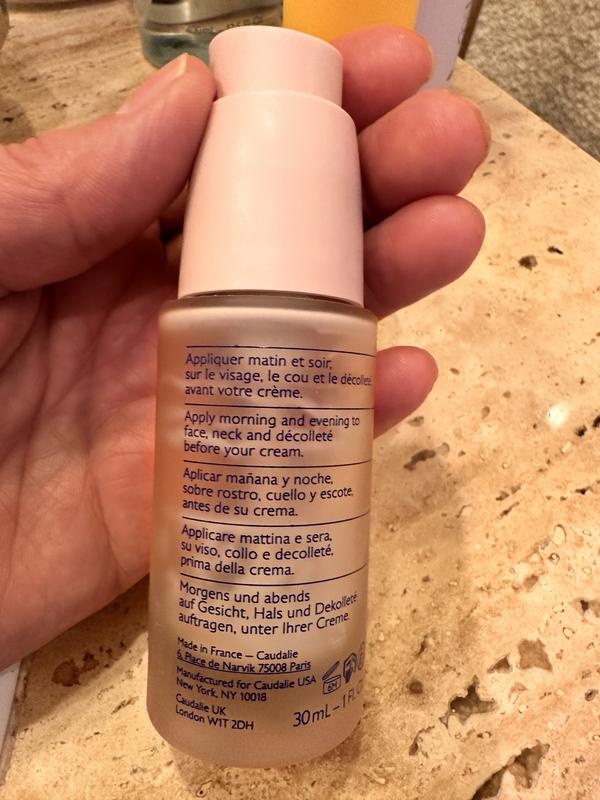 Appliquer matin et soir,
sur le visage, le cou et le décolleté
avant votre crème.
Apply morning and evening to
face, neck and décolleté
before your cream.
Aplicar mañana y noche,
sobre rostro, cuello y escote,
antes de su crema.
Applicare mattina e sera,
su viso, collo e decolleté,
prima della crema.
Morgens und abends
auf Gesicht, Hals und Dekolleté
auftragen, unter Ihrer Creme.
Made in France – Caudalie
6, Place de Narvik 75008 Paris
Manufactured for Caudalie USA
New York, NY 10018
Caudalie UK
London W1T 2DH
6M
30mL – 1 FL